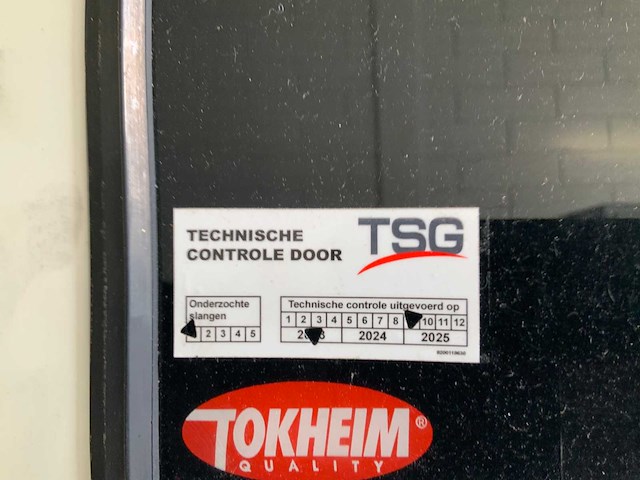 TECHNISCHE
CONTROLE DOOR
TSG
Onderzochte
slangen
2 3 4 5
Technische controle uitgevoerd op
1 2 3 4 5 6 7 8 10 11 12
2024 2025
TOKHEIM®
QUALITY